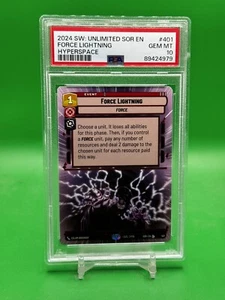 2024 SW: UNLIMITED SOR EN #401
FORCE LIGHTNING GEM MT
HYPERSPACE 10
PSA 89424979
EVENT
1 FORCE LIGHTNING
FORCE
Choose a unit. It loses all abilities
for this phase. Then, if you control
a FORCE unit, pay any number of
resources and deal 2 damage to
the chosen unit for each resource paid
this way.